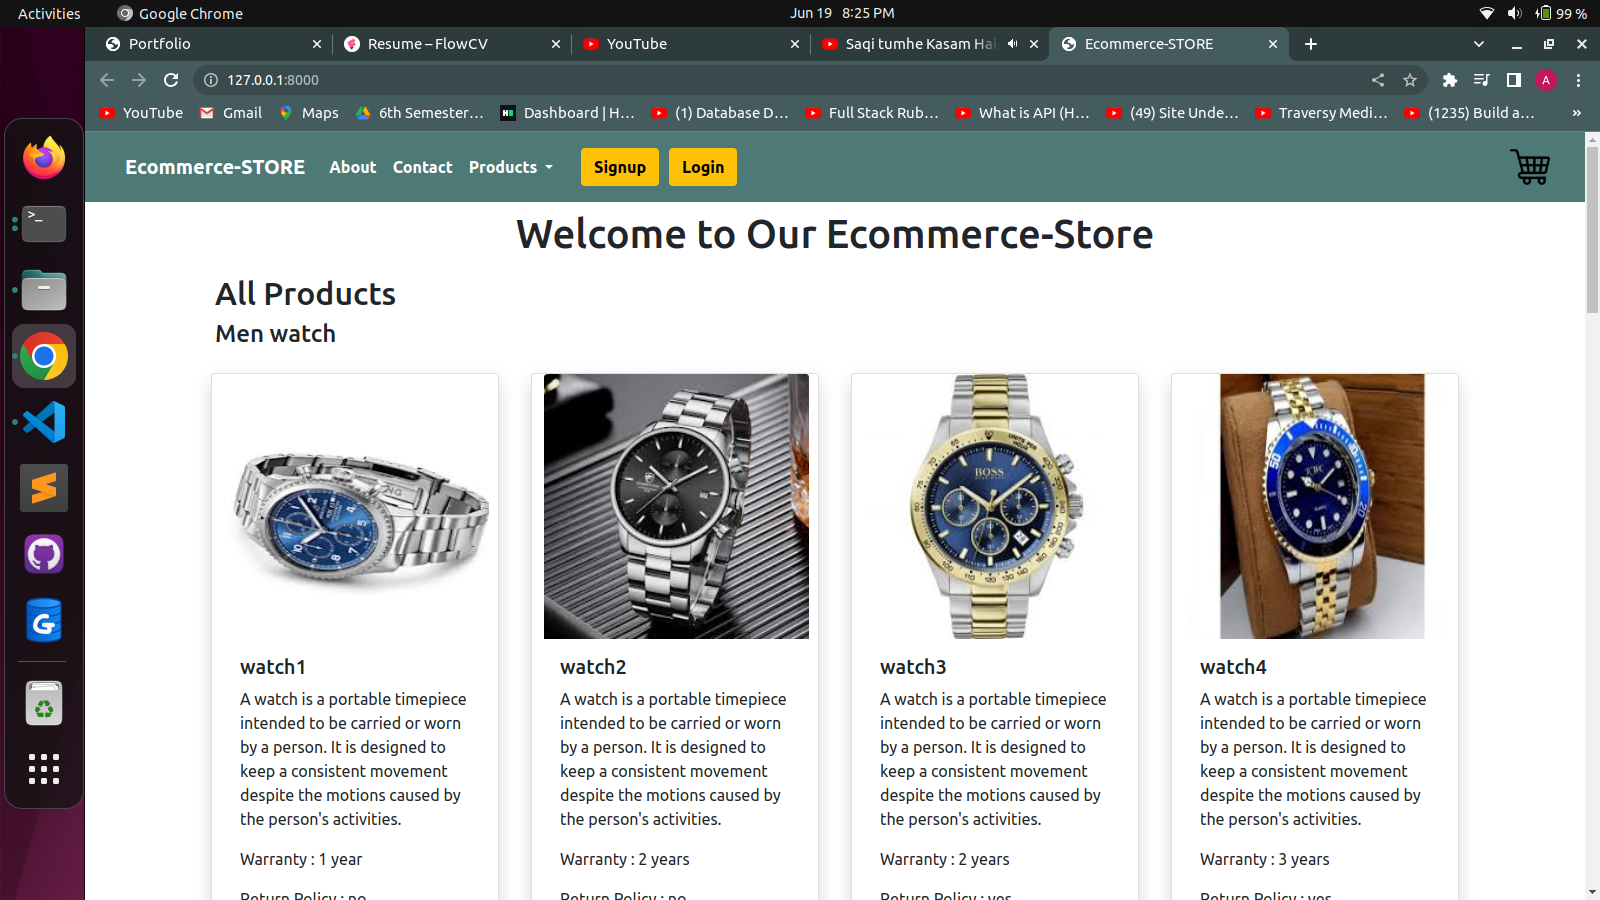 Activities Google Chrome Jun 19 8:25 PM 99 %
Portfolio Resume – FlowCV YouTube Saqi tumhe Kasam Hai Ecommerce-STORE
127.0.0.1:8000 A
YouTube Gmail Maps 6th Semester… Dashboard | H… (1) Database D… Full Stack Rub… What is API (H… (49) Site Unde… Traversy Medi… (1235) Build a… »
Ecommerce-STORE About Contact Products Signup Login
Welcome to Our Ecommerce-Store
All Products
Men watch
BOSS
watch1
A watch is a portable timepiece
intended to be carried or worn
by a person. It is designed to
keep a consistent movement
despite the motions caused by
the person's activities.
Warranty : 1 year
Return Policy : no
watch2
A watch is a portable timepiece
intended to be carried or worn
by a person. It is designed to
keep a consistent movement
despite the motions caused by
the person's activities.
Warranty : 2 years
Return Policy : no
watch3
A watch is a portable timepiece
intended to be carried or worn
by a person. It is designed to
keep a consistent movement
despite the motions caused by
the person's activities.
Warranty : 2 years
Return Policy : yes
watch4
A watch is a portable timepiece
intended to be carried or worn
by a person. It is designed to
keep a consistent movement
despite the motions caused by
the person's activities.
Warranty : 3 years
Return Policy : yes